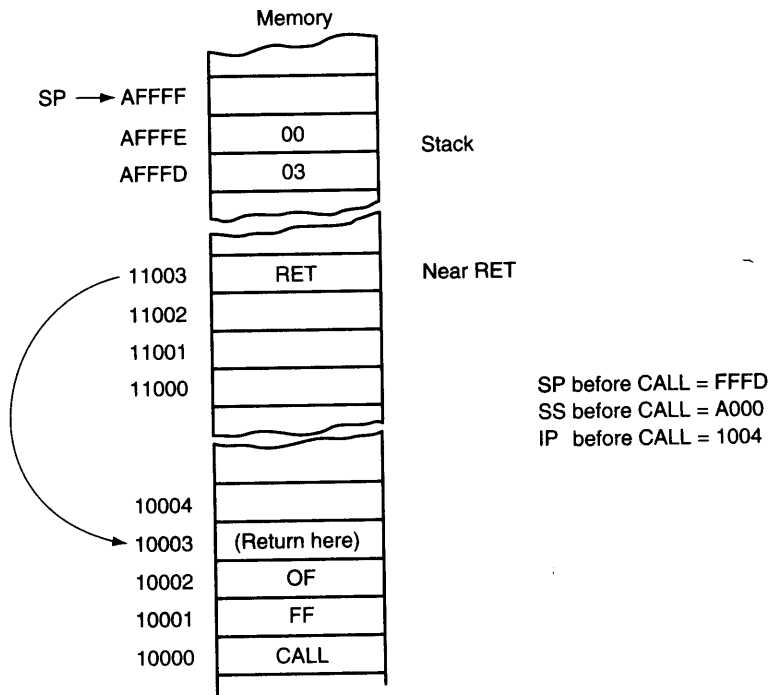 Memory
SP AFFFF
AFFFE 00
Stack
AFFFD 03
11003 RET Near RET
11002
11001
11000
SP before CALL = FFFD
SS before CALL = A000
IP before CALL = 1004
10004
10003 (Return here)
10002 OF
10001 FF
10000 CALL